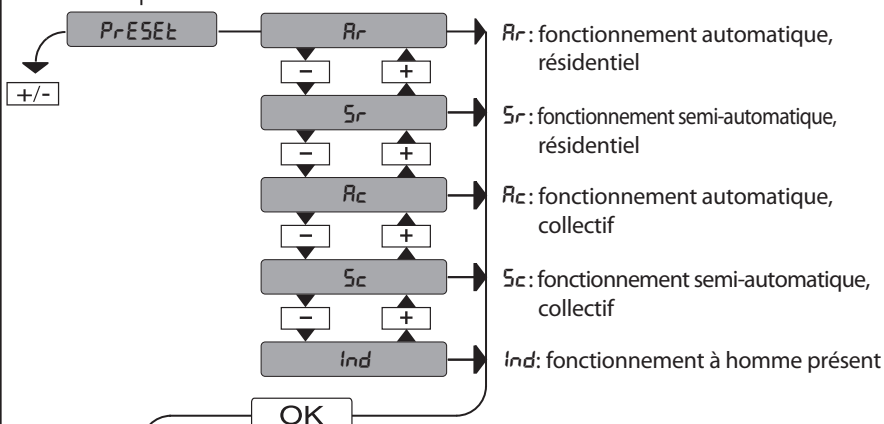 PrESEt
Ar
Ar: fonctionnement automatique,
résidentiel
- +
+/-
Sr
Sr: fonctionnement semi-automatique,
résidentiel
- +
Ac
Ac: fonctionnement automatique,
collectif
- +
Sc
Sc: fonctionnement semi-automatique,
collectif
- +
Ind
Ind: fonctionnement à homme présent
OK